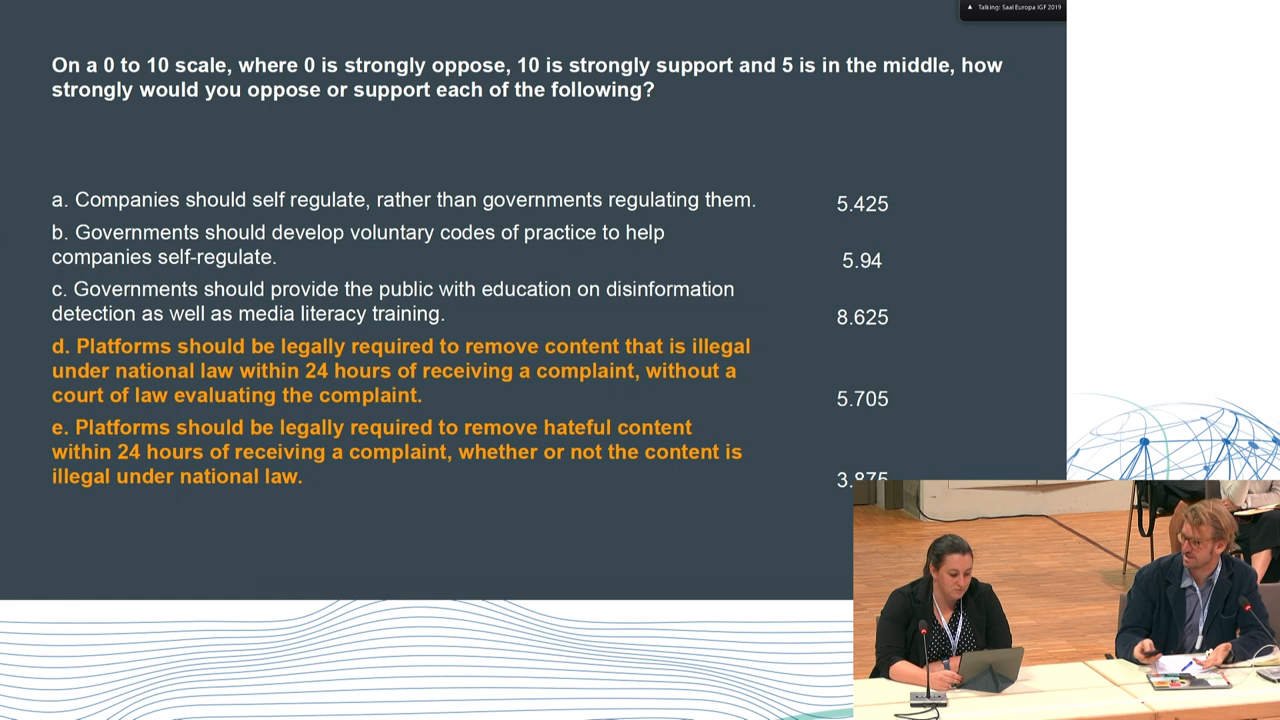 Talking: Saal Europa IGF 2019
On a 0 to 10 scale, where 0 is strongly oppose, 10 is strongly support and 5 is in the middle, how
strongly would you oppose or support each of the following?
a. Companies should self regulate, rather than governments regulating them.
5.425
b. Governments should develop voluntary codes of practice to help
companies self-regulate.
5.94
c. Governments should provide the public with education on disinformation
detection as well as media literacy training.
8.625
d. Platforms should be legally required to remove content that is illegal
under national law within 24 hours of receiving a complaint, without a
court of law evaluating the complaint.
5.705
e. Platforms should be legally required to remove hateful content
within 24 hours of receiving a complaint, whether or not the content is
illegal under national law.
3.875